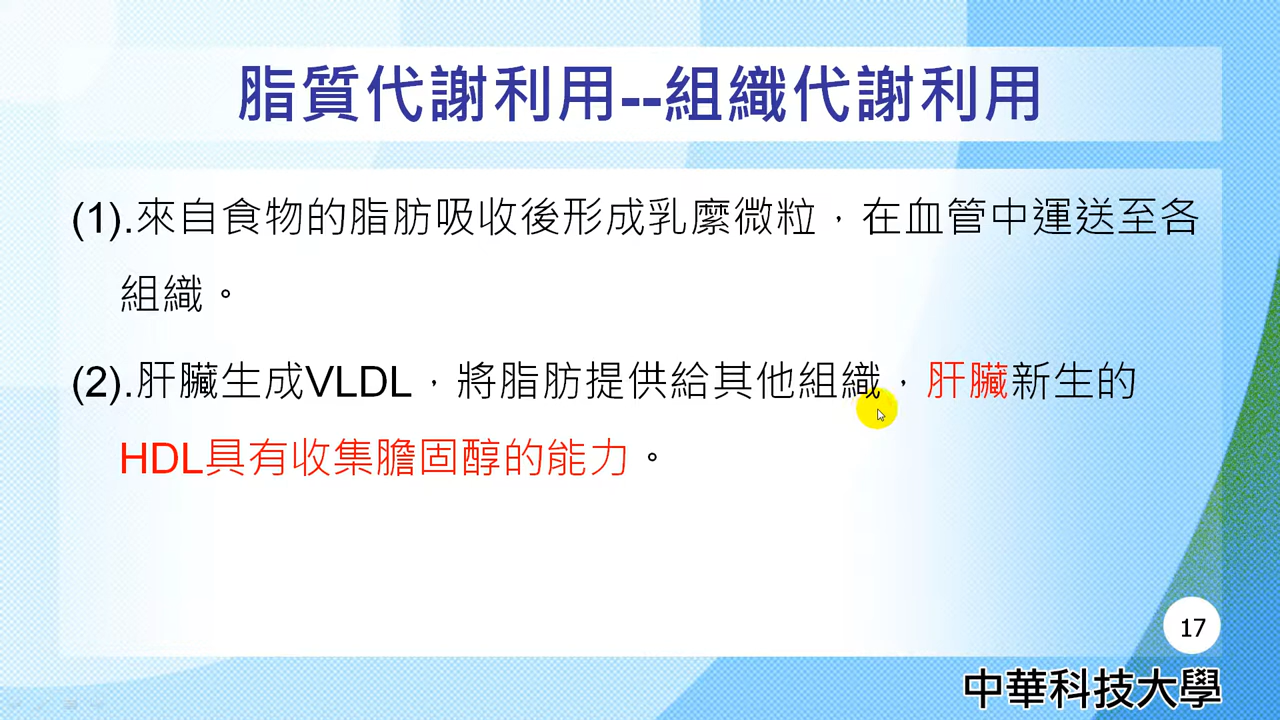 脂質代謝利用--組織代謝利用
(1).來自食物的脂肪吸收後形成乳麼微粒，在血管中運送至各
組織。
(2).肝臟生成VLDL，將脂肪提供給其他組織，肝臟新生的
HDL具有收集膽固醇的能力。
17
中華科技大學